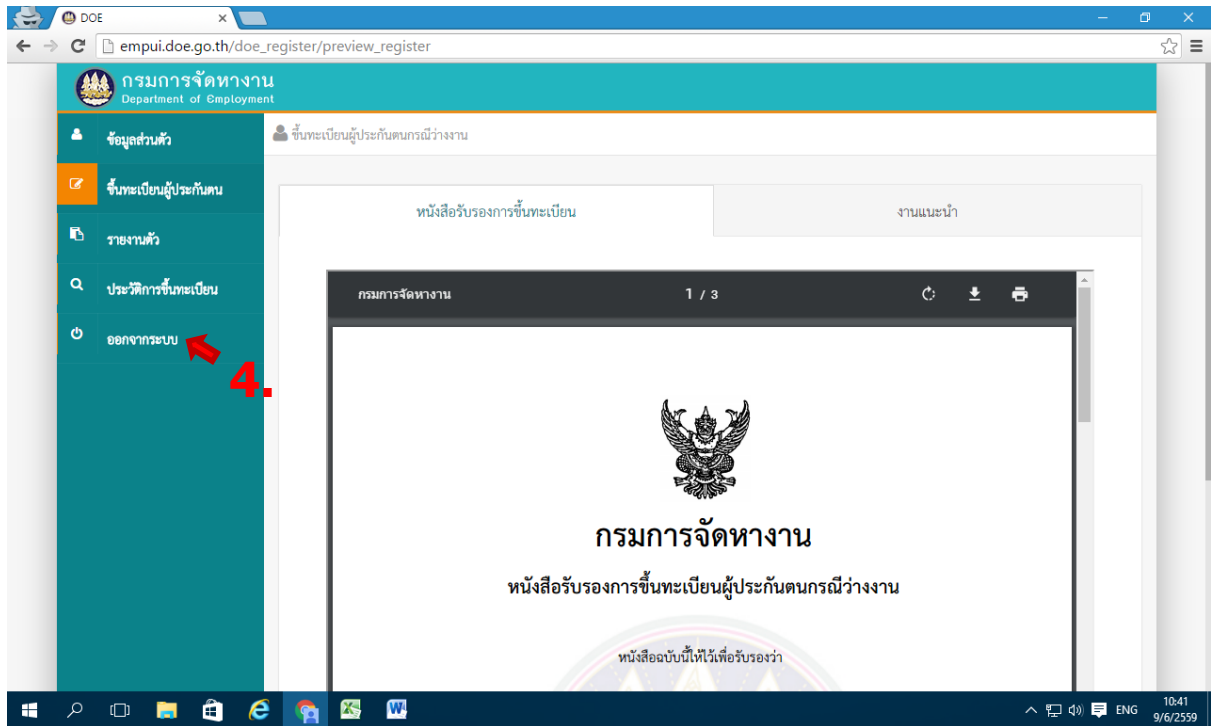 DOE
empui.doe.go.th/doe_register/preview_register
กรมการจัดหางาน
Department of Employment
ข้อมูลส่วนตัว
ขึ้นทะเบียนผู้ประกันตน
รายงานตัว
ประวัติการขึ้นทะเบียน
ออกจากระบบ
4.
ขึ้นทะเบียนผู้ประกันตนกรณีว่างงาน
หนังสือรับรองการขึ้นทะเบียน
งานแนะนำ
กรมการจัดหางาน
1 / 3
กรมการจัดหางาน
หนังสือรับรองการขึ้นทะเบียนผู้ประกันตนกรณีว่างงาน
หนังสือฉบับนี้ให้ไว้เพื่อรับรองว่า
ENG
10:41
9/6/2559